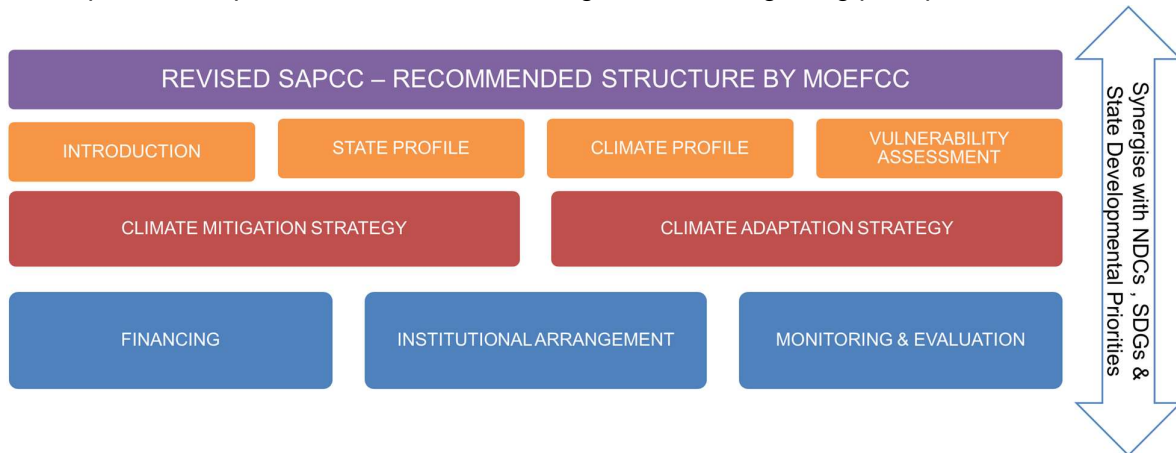 REVISED SAPCC – RECOMMENDED STRUCTURE BY MOEFCC
INTRODUCTION
STATE PROFILE
CLIMATE PROFILE
VULNERABILITY
ASSESSMENT
CLIMATE MITIGATION STRATEGY
CLIMATE ADAPTATION STRATEGY
FINANCING
INSTITUTIONAL ARRANGEMENT
MONITORING & EVALUATION
Synergise with NDCs , SDGs &
State Developmental Priorities